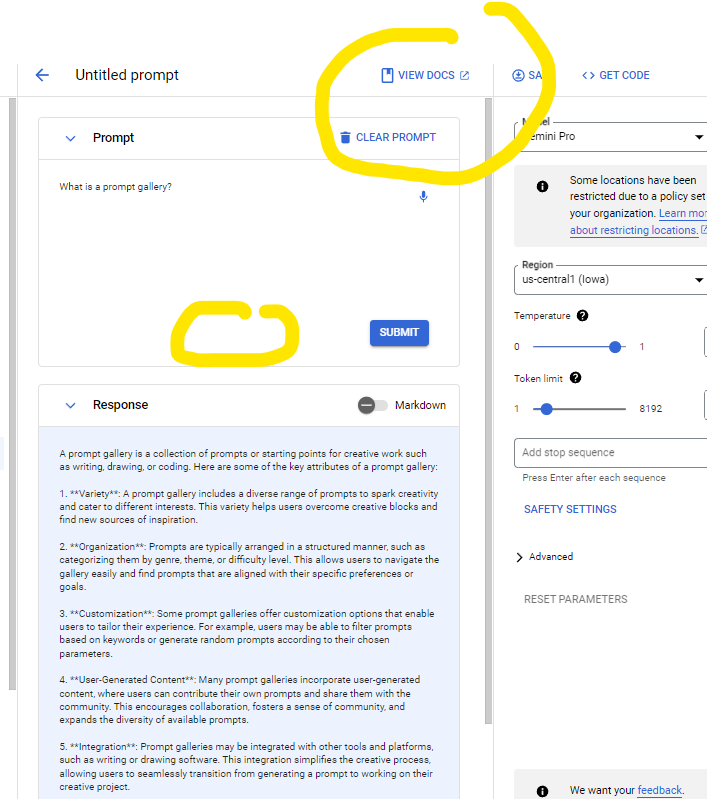 Untitled prompt
VIEW DOCS
GET CODE
Prompt
CLEAR PROMPT
What is a prompt gallery?
SUBMIT
Response
Markdown
A prompt gallery is a collection of prompts or starting points for creative work such
as writing, drawing, or coding. Here are some of the key attributes of a prompt gallery:
1. **Variety**: A prompt gallery includes a diverse range of prompts to spark creativity
and cater to different interests. This variety helps users overcome creative blocks and
find new sources of inspiration.
2. **Organization**: Prompts are typically arranged in a structured manner, such as
categorizing them by genre, theme, or difficulty level. This allows users to navigate the
gallery easily and find prompts that are aligned with their specific preferences or
goals.
3. **Customization**: Some prompt galleries offer customization options that enable
users to tailor their experience. For example, users may be able to filter prompts
based on keywords or generate random prompts according to their chosen
parameters.
4. **User-Generated Content**: Many prompt galleries incorporate user-generated
content, where users can contribute their own prompts and share them with the
community. This encourages collaboration, fosters a sense of community, and
expands the diversity of available prompts.
5. **Integration**: Prompt galleries may be integrated with other tools and platforms,
such as writing or drawing software. This integration simplifies the creative process,
allowing users to seamlessly transition from generating a prompt to working on their
creative project.
Pro
Some locations have been
restricted due to a policy set
your organization. Learn
about restricting locations.
Region
us-central1 (Iowa)
Temperature
0 1
Token limit
1 8192
Add stop sequence
Press Enter after each sequence
SAFETY SETTINGS
Advanced
RESET PARAMETERS
We want your feedback.